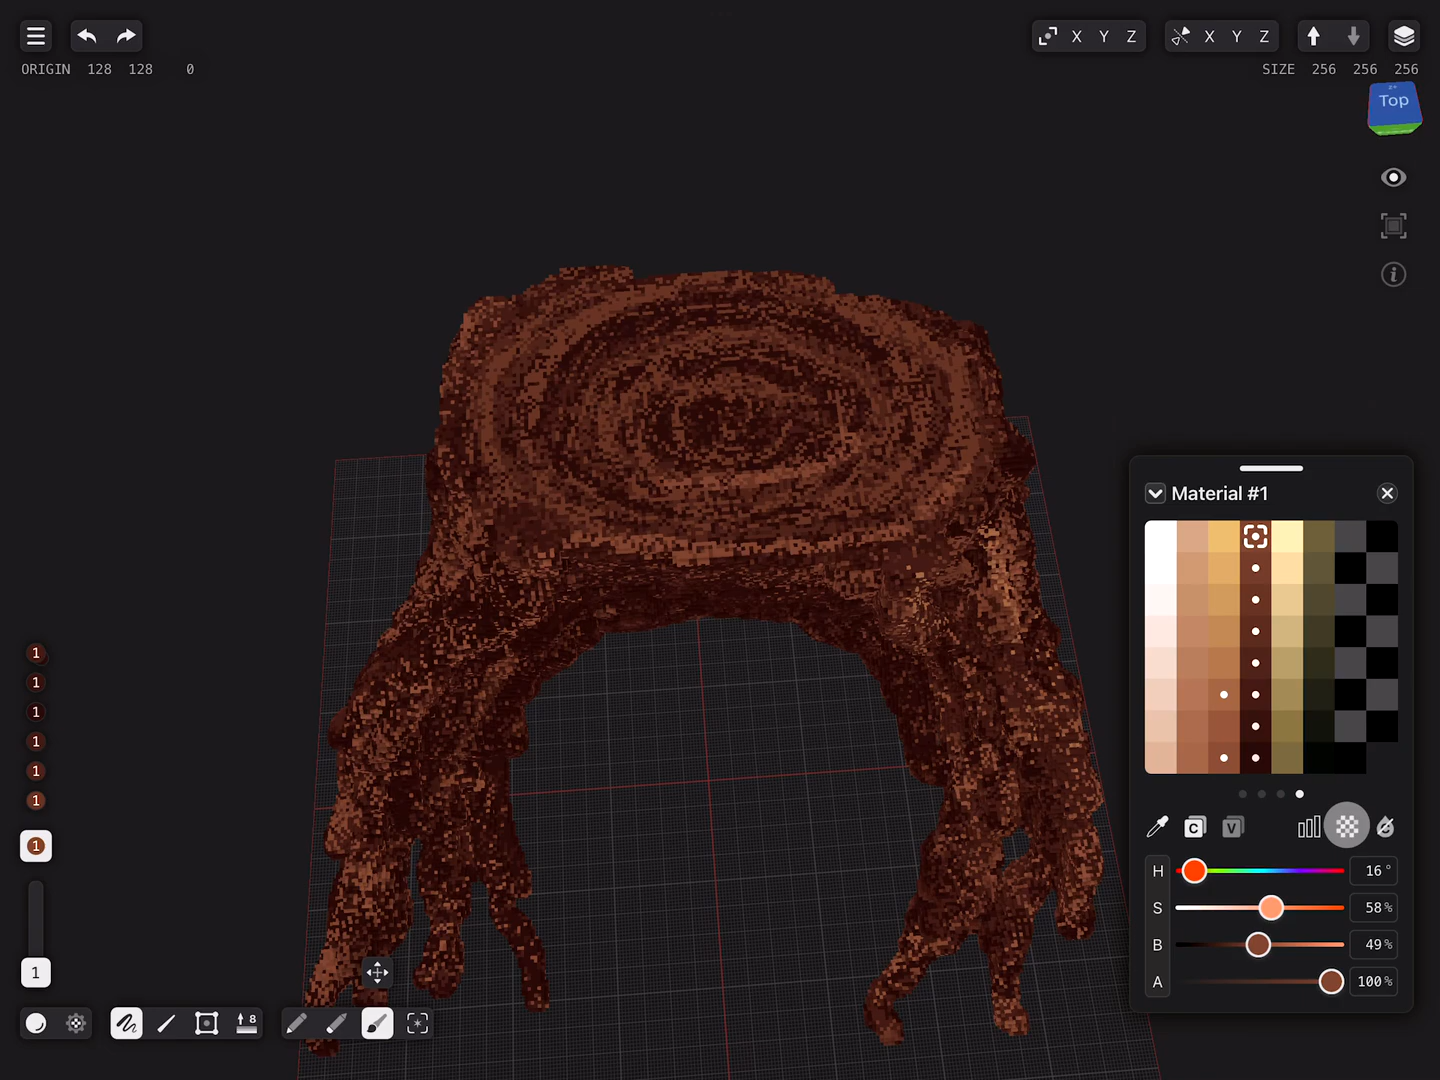 X Y Z
X Y Z
ORIGIN 128 128 0
SIZE 256 256 256
Top
Material #1
1
1
1
1
1
1
1
1
C
V
H 16°
S 58%
B 49%
A 100%
8